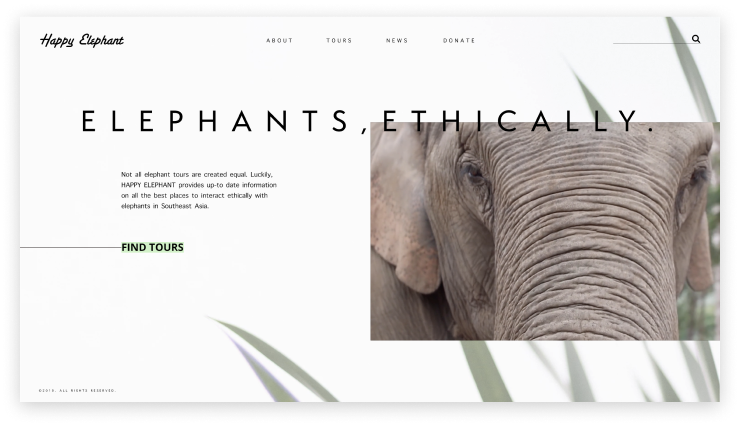 Happy Elephant
ABOUT TOURS NEWS DONATE
ELEPHANTS, ETHICALLY.
Not all elephant tours are created equal. Luckily,
HAPPY ELEPHANT provides up-to date information
on all the best places to interact ethically with
elephants in Southeast Asia.
FIND TOURS
©2019. ALL RIGHTS RESERVED.